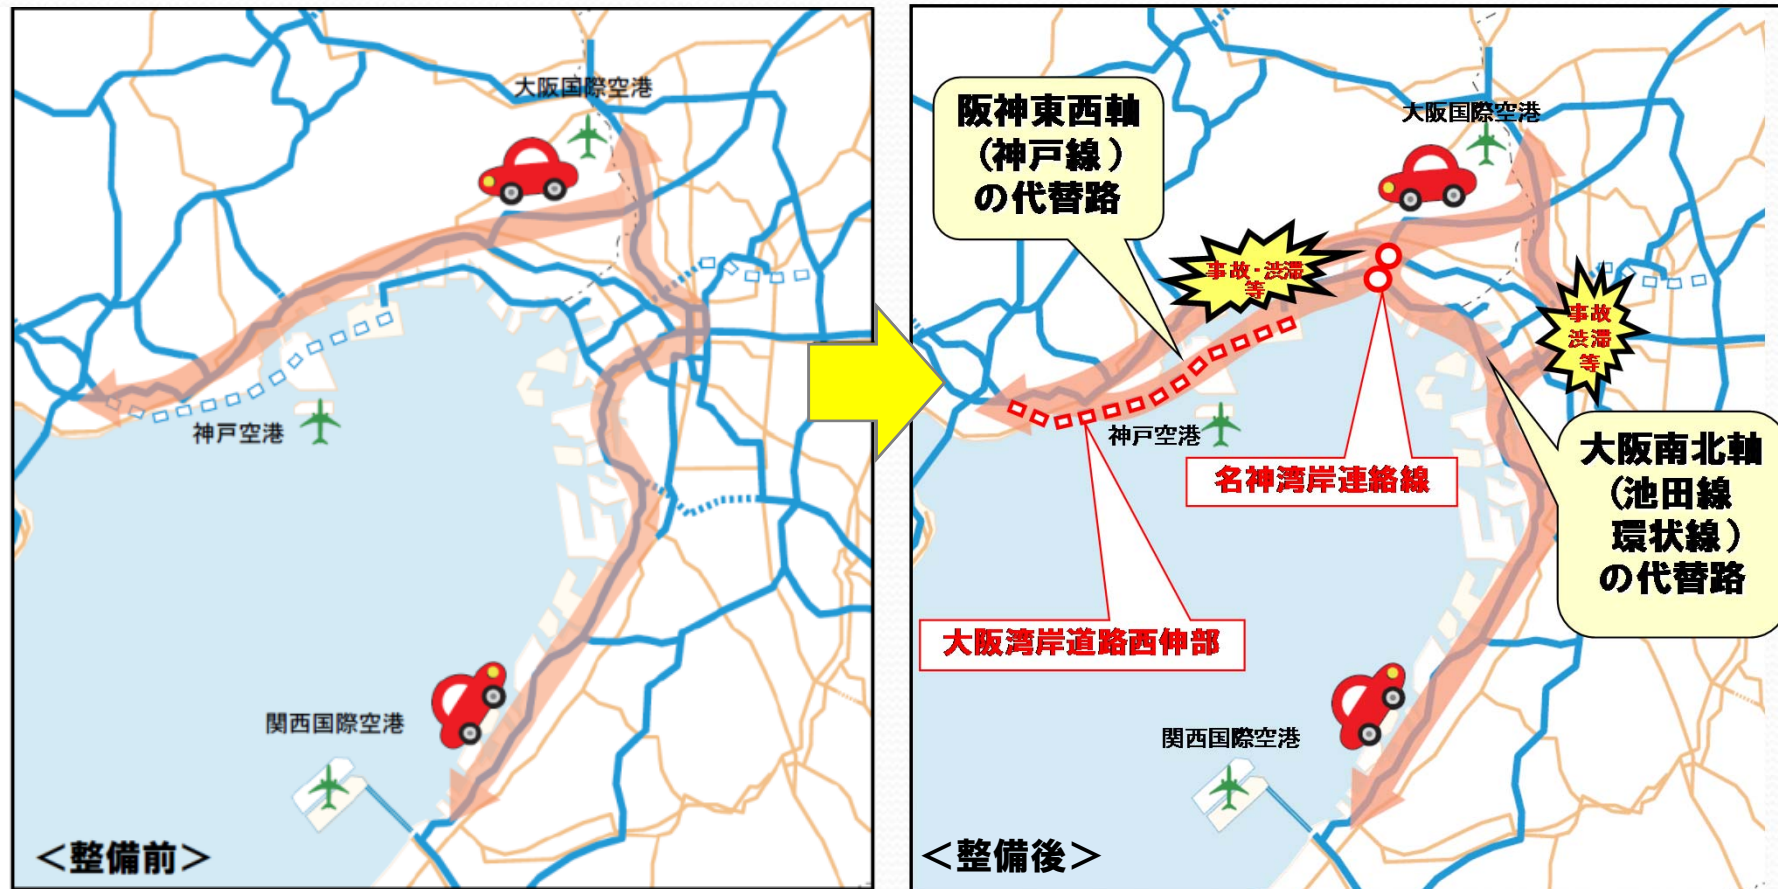 大阪国際空港
神戸空港
関西国際空港
＜整備前＞
阪神東西軸
（神戸線）
の代替路
大阪国際空港
事故・渋滞
等
事故
渋滞
等
神戸空港
名神湾岸連絡線
大阪南北軸
（池田線
環状線）
の代替路
大阪湾岸道路西伸部
関西国際空港
＜整備後＞